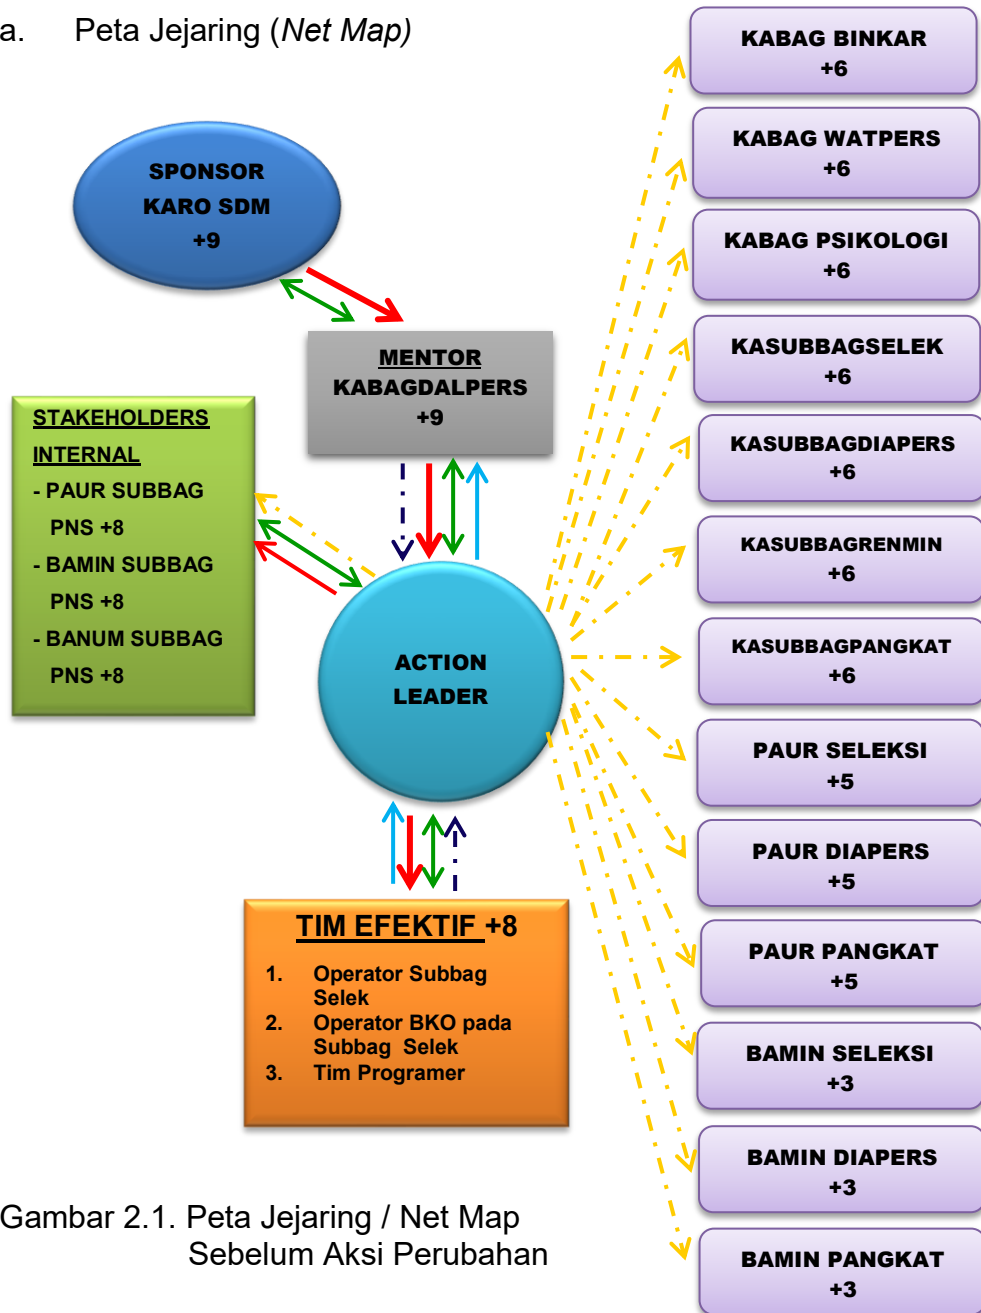 a. Peta Jejaring (Net Map)
SPONSOR
KARO SDM
+9
MENTOR
KABAGDALPERS
+9
STAKEHOLDERS
INTERNAL
- PAUR SUBBAG
PNS +8
- BAMIN SUBBAG
PNS +8
- BANUM SUBBAG
PNS +8
ACTION
LEADER
TIM EFEKTIF +8
1. Operator Subbag
Selek
2. Operator BKO pada
Subbag Selek
3. Tim Programer
KABAG BINKAR
+6
KABAG WATPERS
+6
KABAG PSIKOLOGI
+6
KASUBBAGSELEK
+6
KASUBBAGDIAPERS
+6
KASUBBAGRENMIN
+6
KASUBBAGPANGKAT
+6
PAUR SELEKSI
+5
PAUR DIAPERS
+5
PAUR PANGKAT
+5
BAMIN SELEKSI
+3
BAMIN DIAPERS
+3
BAMIN PANGKAT
+3
Gambar 2.1. Peta Jejaring / Net Map
Sebelum Aksi Perubahan